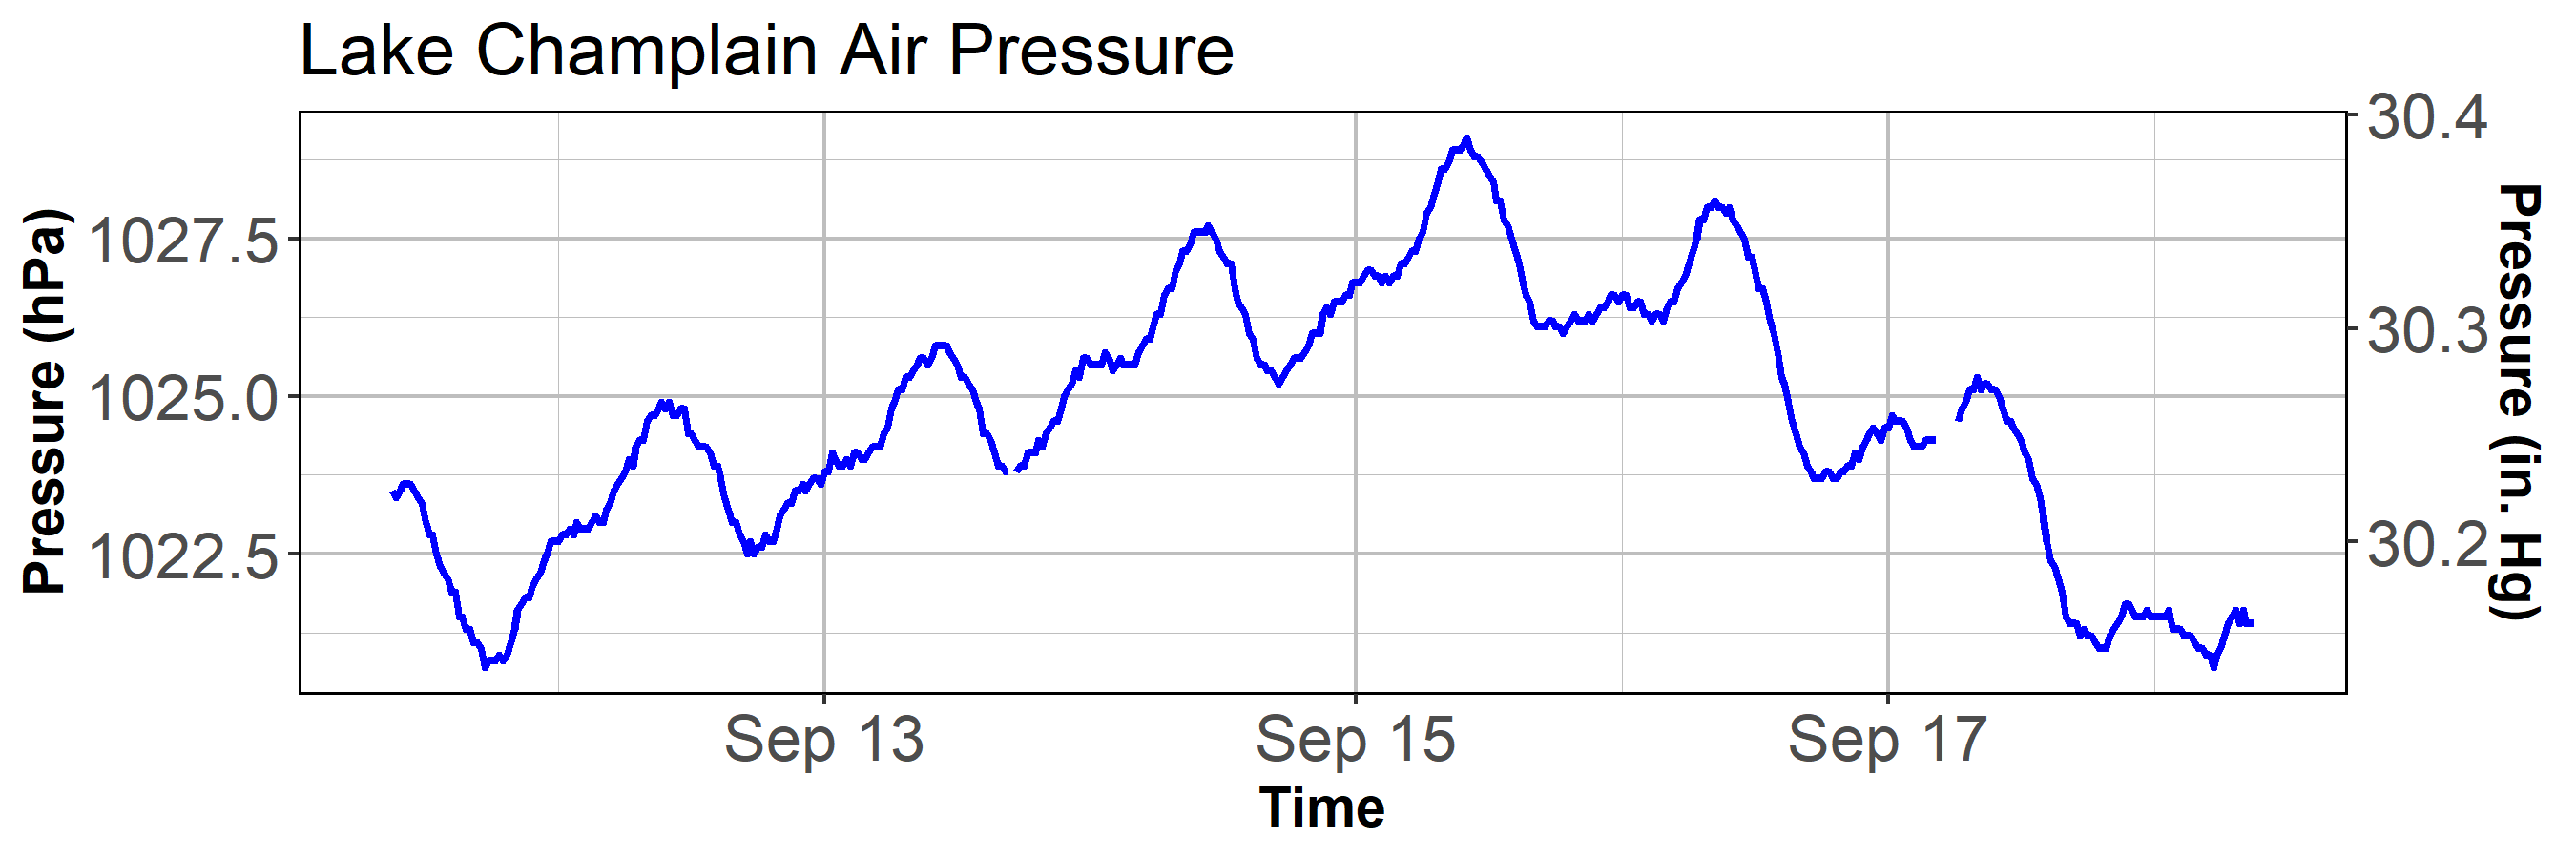 Lake Champlain Air Pressure
Pressure (hPa)
1027.5
1025.0
1022.5
30.4
30.3
30.2
Pressure (in. Hg)
Sep 13
Sep 15
Sep 17
Time